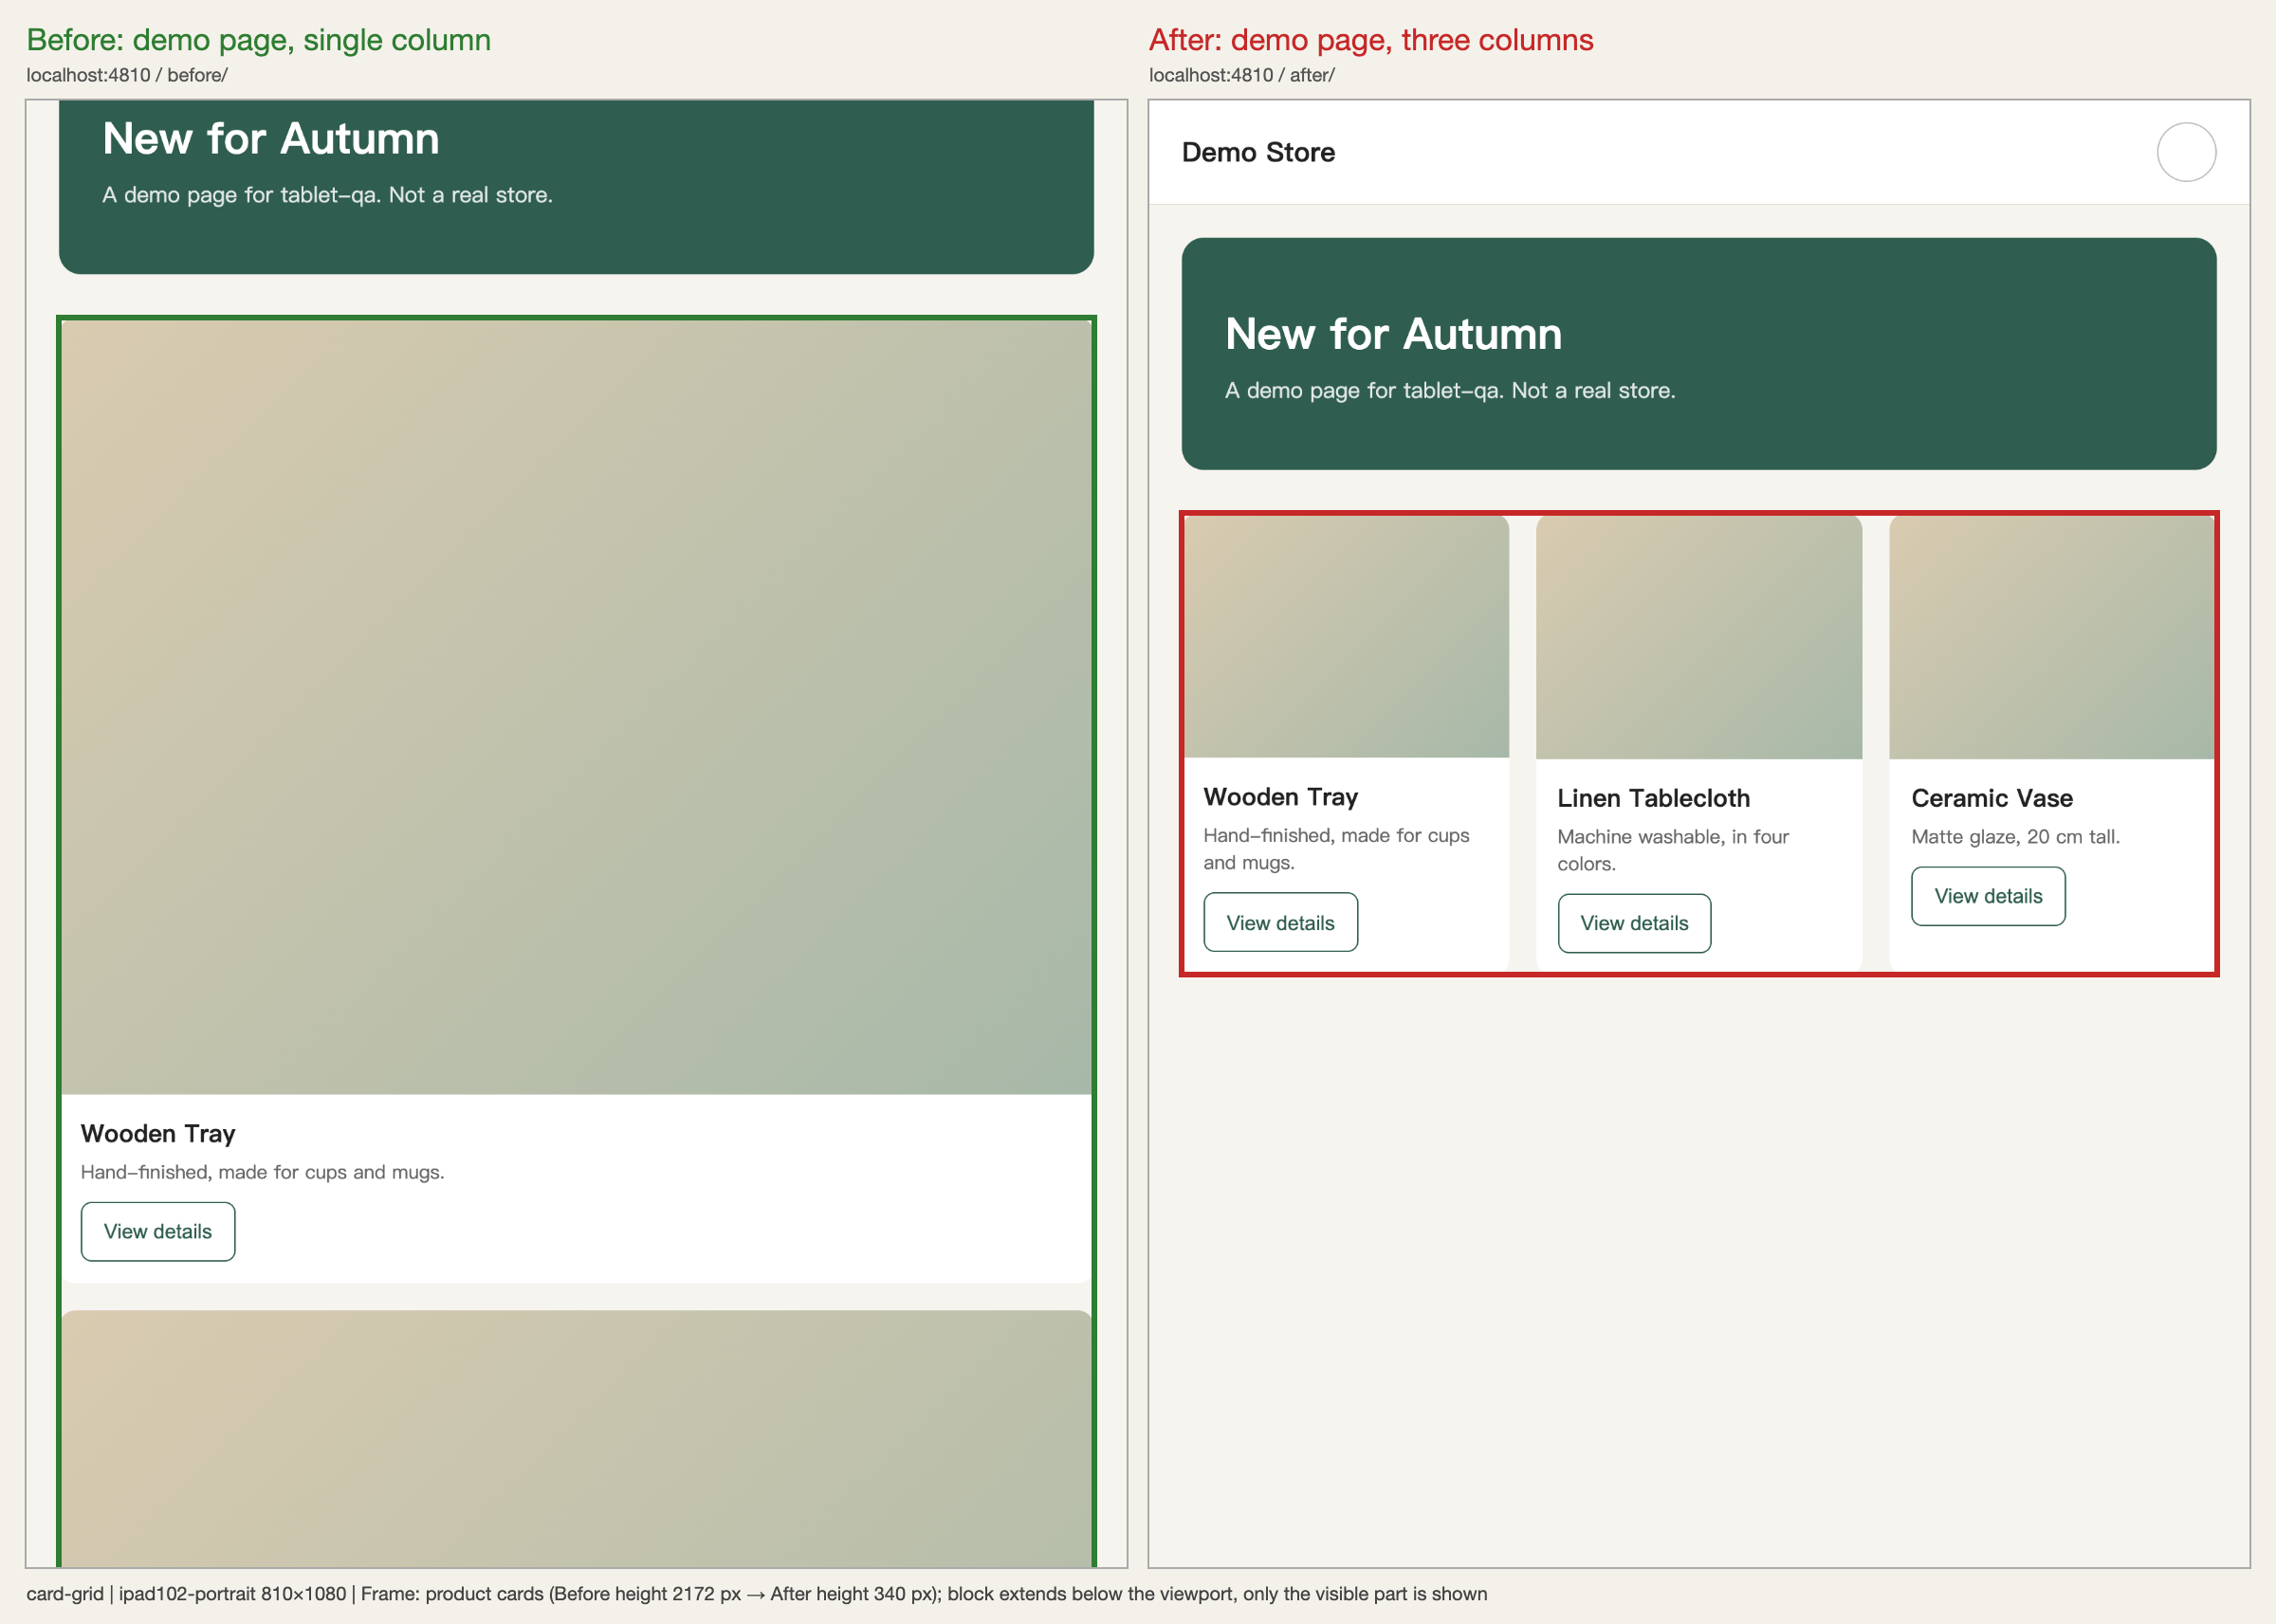 Before: demo page, single column
localhost:4810 / before/
New for Autumn
A demo page for tablet-qa. Not a real store.
Wooden Tray
Hand-finished, made for cups and mugs.
View details
After: demo page, three columns
localhost:4810 / after/
Demo Store
New for Autumn
A demo page for tablet-qa. Not a real store.
Wooden Tray
Hand-finished, made for cups
and mugs.
View details
Linen Tablecloth
Machine washable, in four
colors.
View details
Ceramic Vase
Matte glaze, 20 cm tall.
View details
card-grid | ipad102-portrait 810×1080 | Frame: product cards (Before height 2172 px → After height 340 px); block extends below the viewport, only the visible part is shown